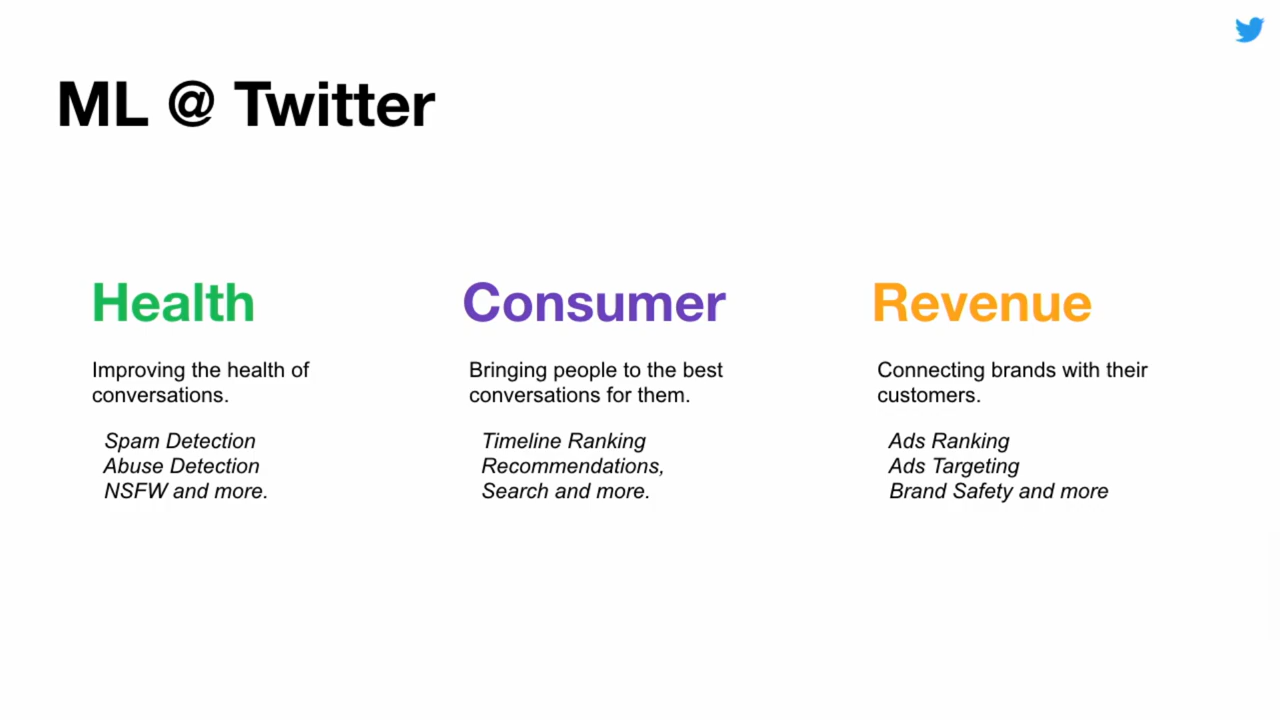 ML @ Twitter
Health
Improving the health of
conversations.
Spam Detection
Abuse Detection
NSFW and more.
Consumer
Bringing people to the best
conversations for them.
Timeline Ranking
Recommendations,
Search and more.
Revenue
Connecting brands with their
customers.
Ads Ranking
Ads Targeting
Brand Safety and more